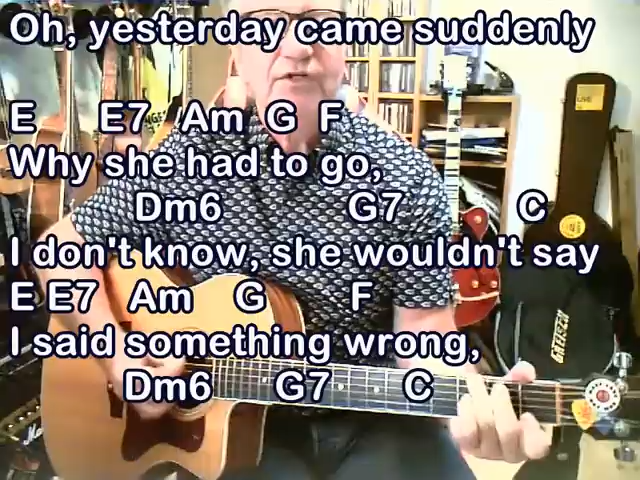 Oh, yesterday came suddenly
E E7 Am G F
Why she had to go,
Dm6 G7 C
I don't know, she wouldn't say
E E7 Am G F
I said something wrong,
Dm6 G7 C
GRETSCH